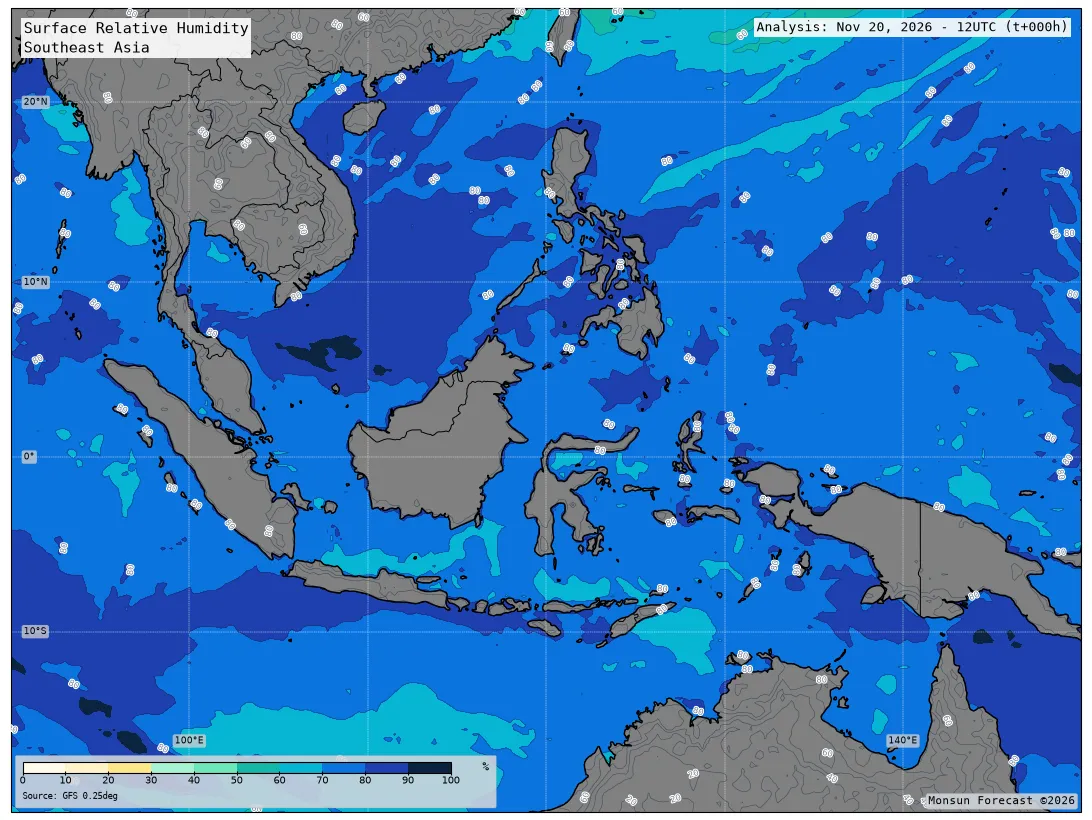 Surface Relative Humidity
Southeast Asia
Analysis: Nov 20, 2026 - 12UTC (t+000h)
20°N
10°N
0°
10°S
100°E
140°E
%
0 10 20 30 40 50 60 70 80 90 100
Source: GFS 0.25deg
Monsun Forecast ©2026